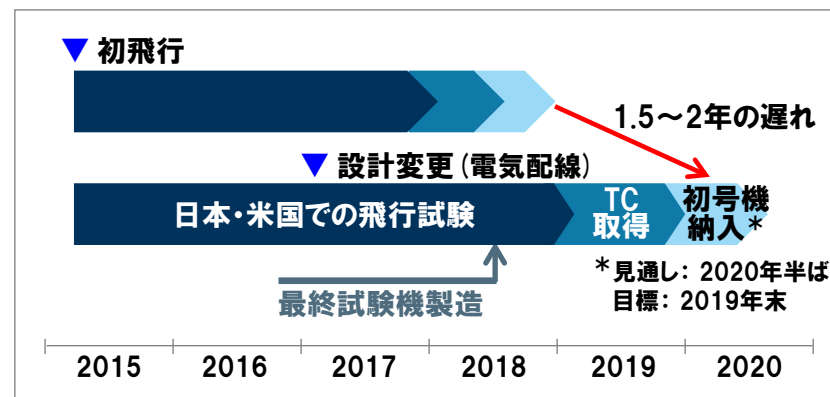 ▼ 初飛行
1.5～2年の遅れ
▼ 設計変更(電気配線)
日本・米国での飛行試験
TC
取得
初号機
納入*
*見通し: 2020年半ば
目標: 2019年末
最終試験機製造
2015 2016 2017 2018 2019 2020